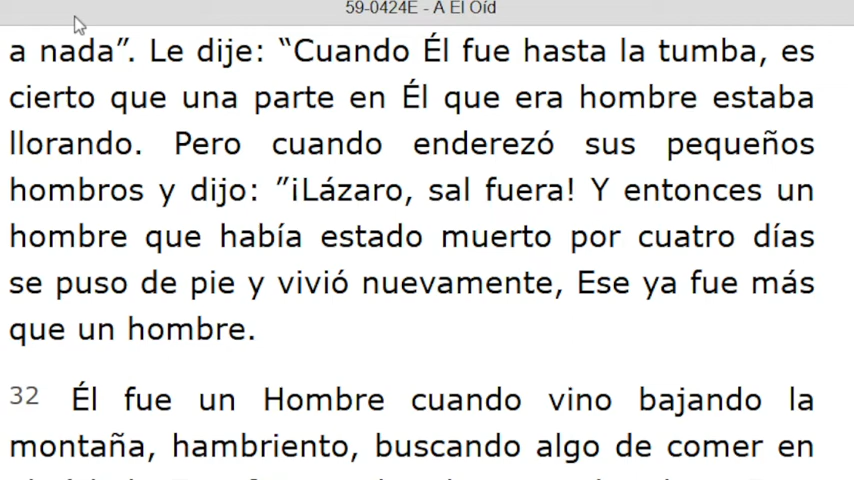 59-0424E - A El Oíd
a nada”. Le dije: “Cuando Él fue hasta la tumba, es
cierto que una parte en Él que era hombre estaba
llorando. Pero cuando enderezó sus pequeños
hombros y dijo: ”¡Lázaro, sal fuera! Y entonces un
hombre que había estado muerto por cuatro días
se puso de pie y vivió nuevamente, Ese ya fue más
que un hombre.
32 Él fue un Hombre cuando vino bajando la
montaña, hambriento, buscando algo de comer en